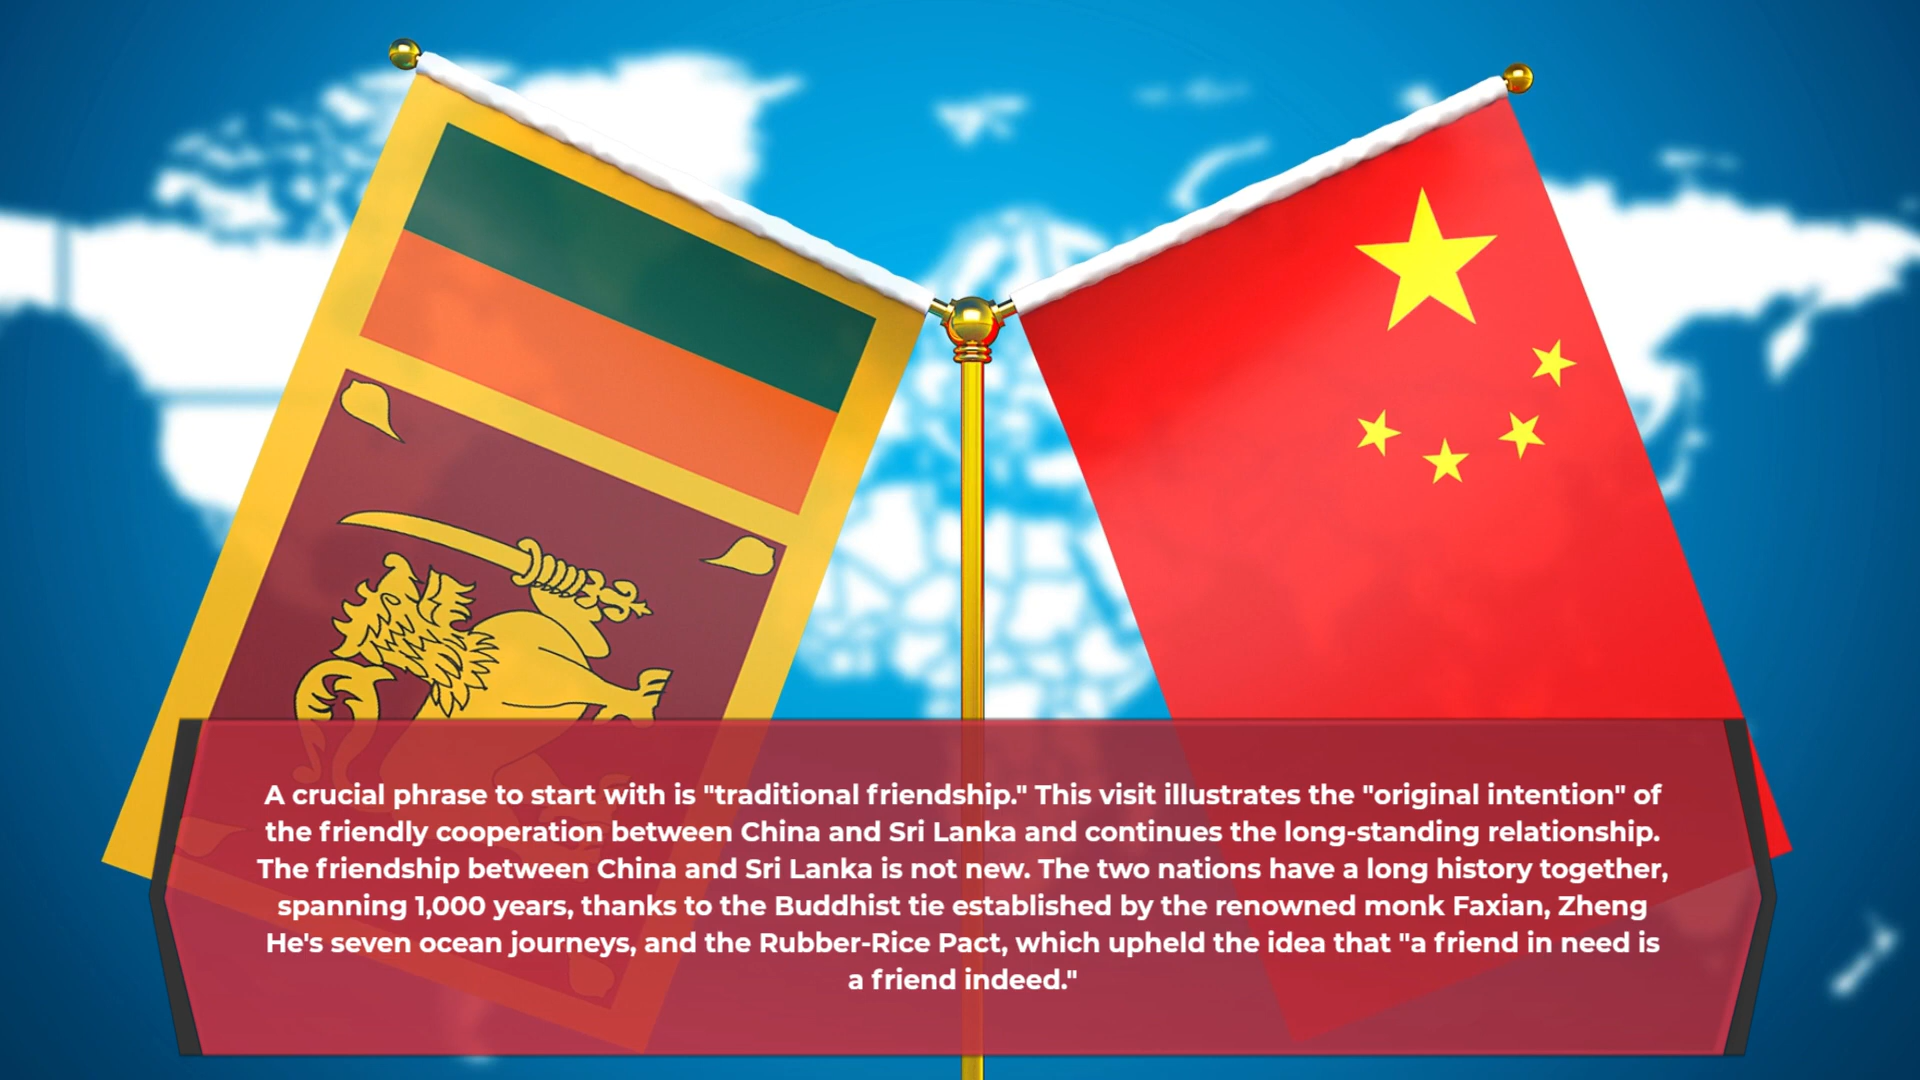 A crucial phrase to start with is "traditional friendship." This visit illustrates the "original intention" of
the friendly cooperation between China and Sri Lanka and continues the long-standing relationship.
The friendship between China and Sri Lanka is not new. The two nations have a long history together,
spanning 1,000 years, thanks to the Buddhist tie established by the renowned monk Faxian, Zheng
He's seven ocean journeys, and the Rubber-Rice Pact, which upheld the idea that "a friend in need is
a friend indeed."